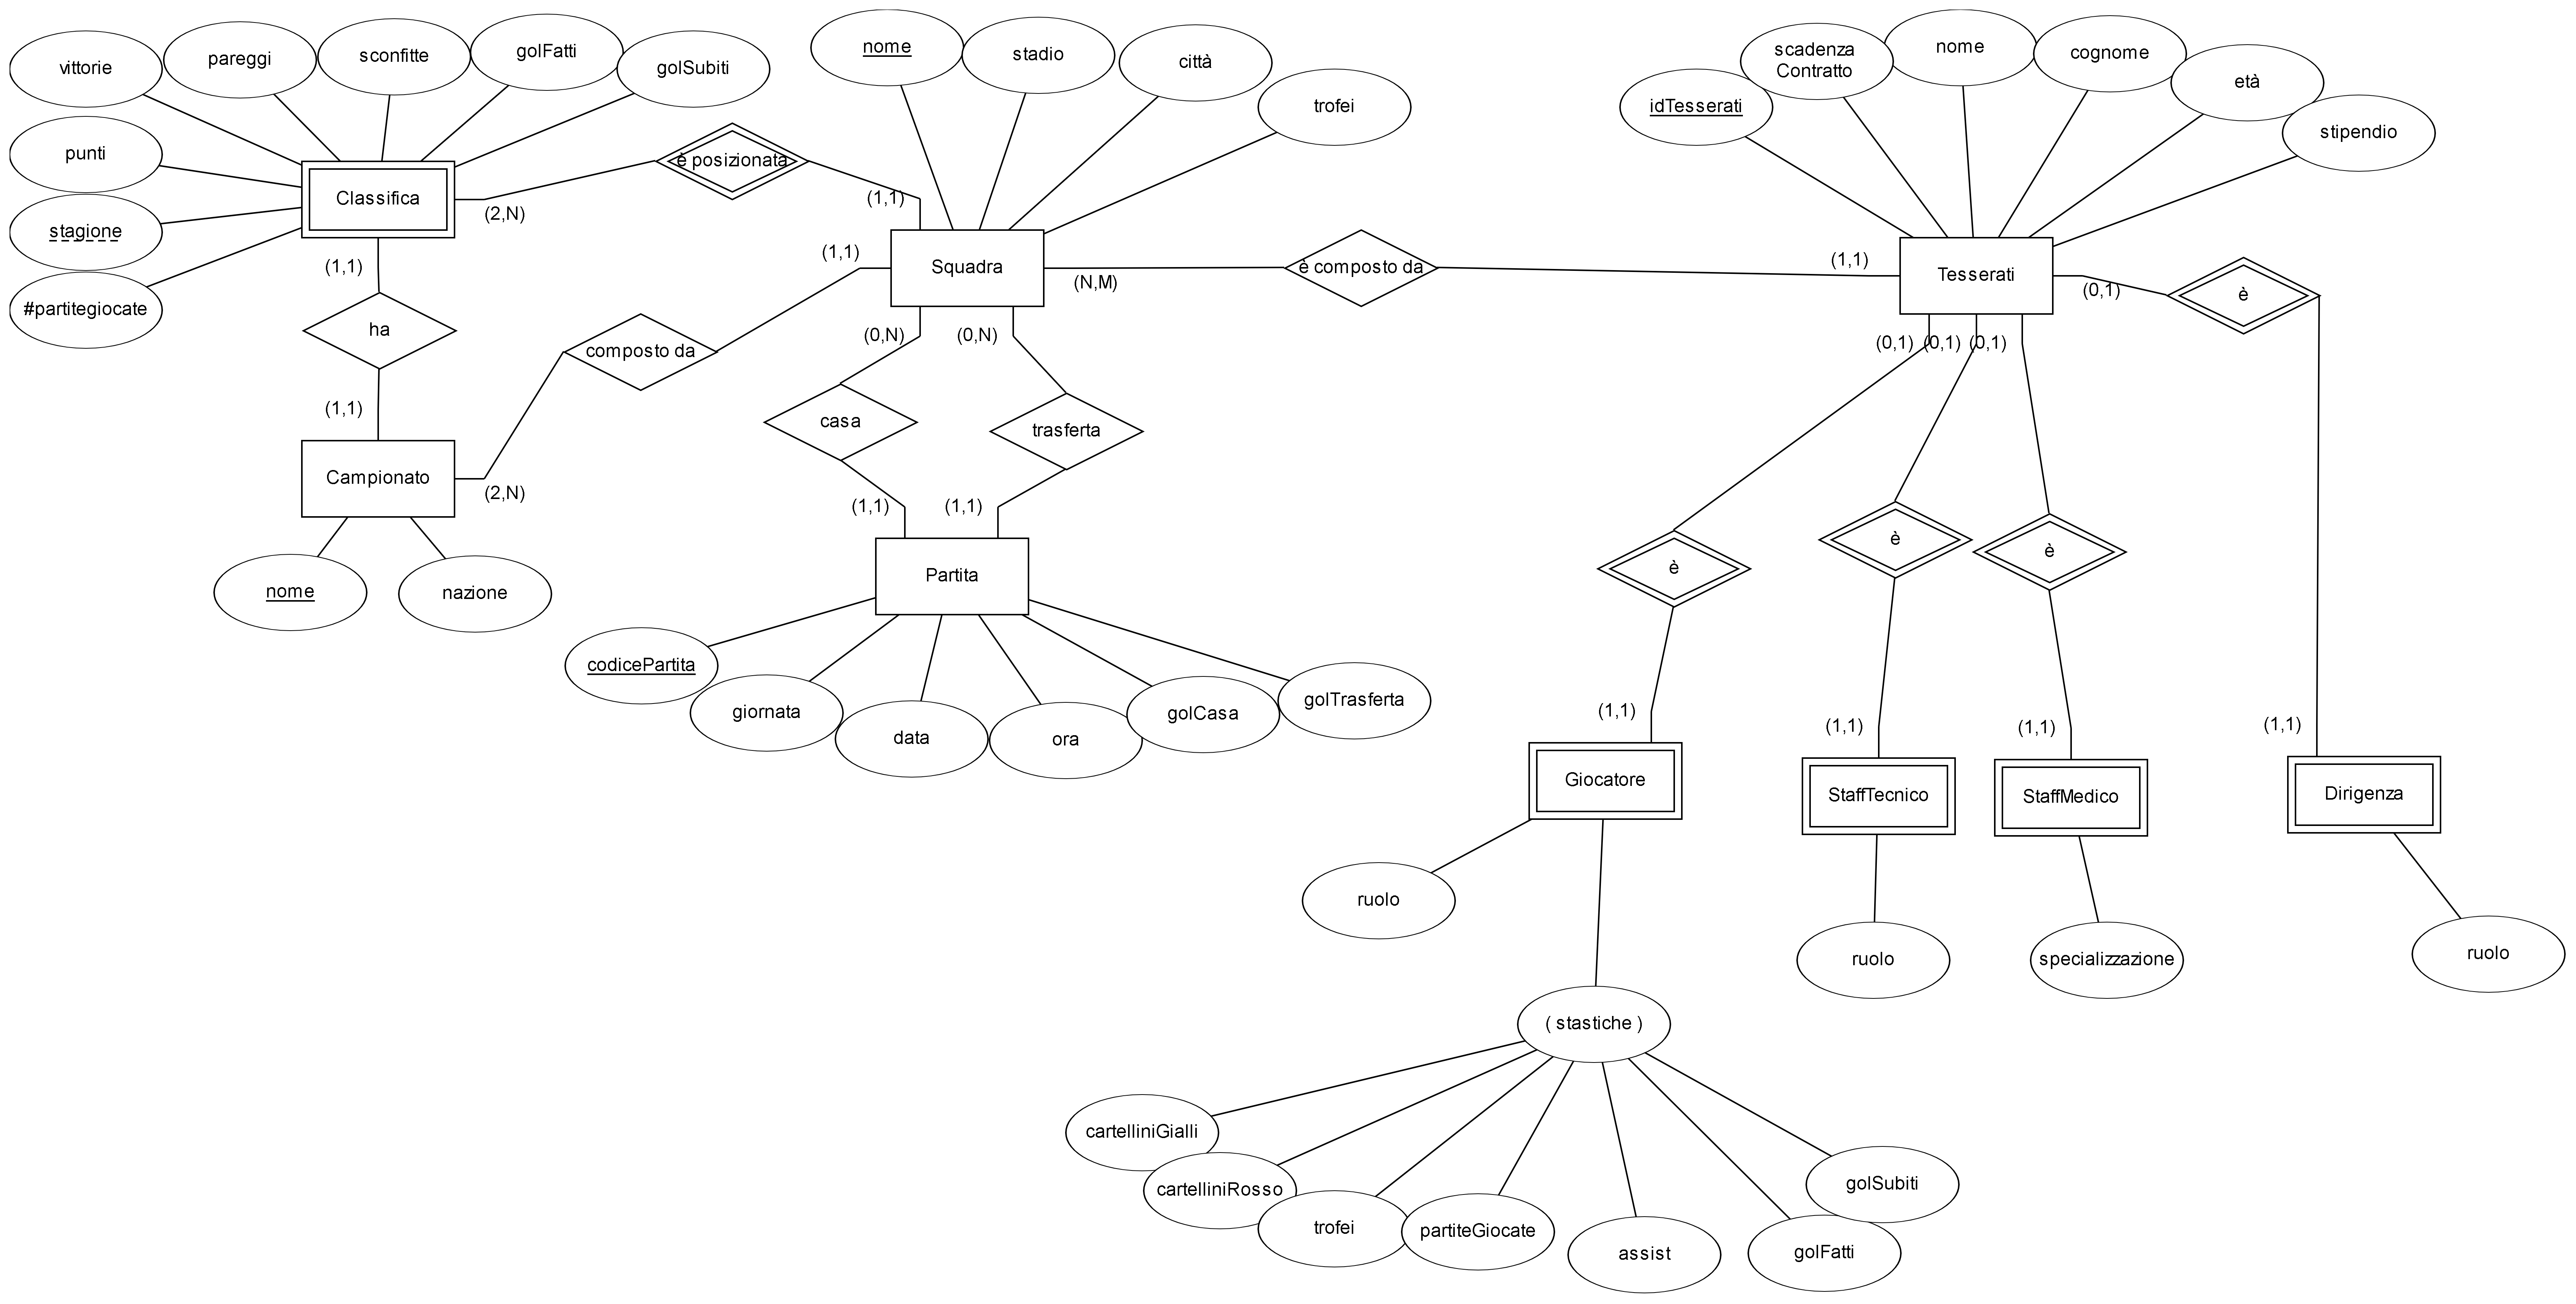 vittorie
pareggi
sconfitte
golFatti
golSubiti
punti
stagione
#partitegiocate
Classifica
(2,N)
è posizionata
(1,1)
(1,1)
ha
(1,1)
Campionato
(2,N)
nome
nazione
composto da
(1,1)
nome
stadio
città
trofei
Squadra
(N,M)
è composto da
(1,1)
(0,N)
(0,N)
casa
trasferta
(1,1)
(1,1)
Partita
codicePartita
giornata
data
ora
golCasa
golTrasferta
idTesserati
scadenza
Contratto
nome
cognome
età
stipendio
Tesserati
(0,1)
è
(0,1)
(0,1)
(0,1)
è
è
è
(1,1)
(1,1)
(1,1)
(1,1)
Giocatore
StaffTecnico
StaffMedico
Dirigenza
ruolo
ruolo
specializzazione
ruolo
( stastiche )
cartelliniGialli
cartelliniRosso
trofei
partiteGiocate
assist
golFatti
golSubiti